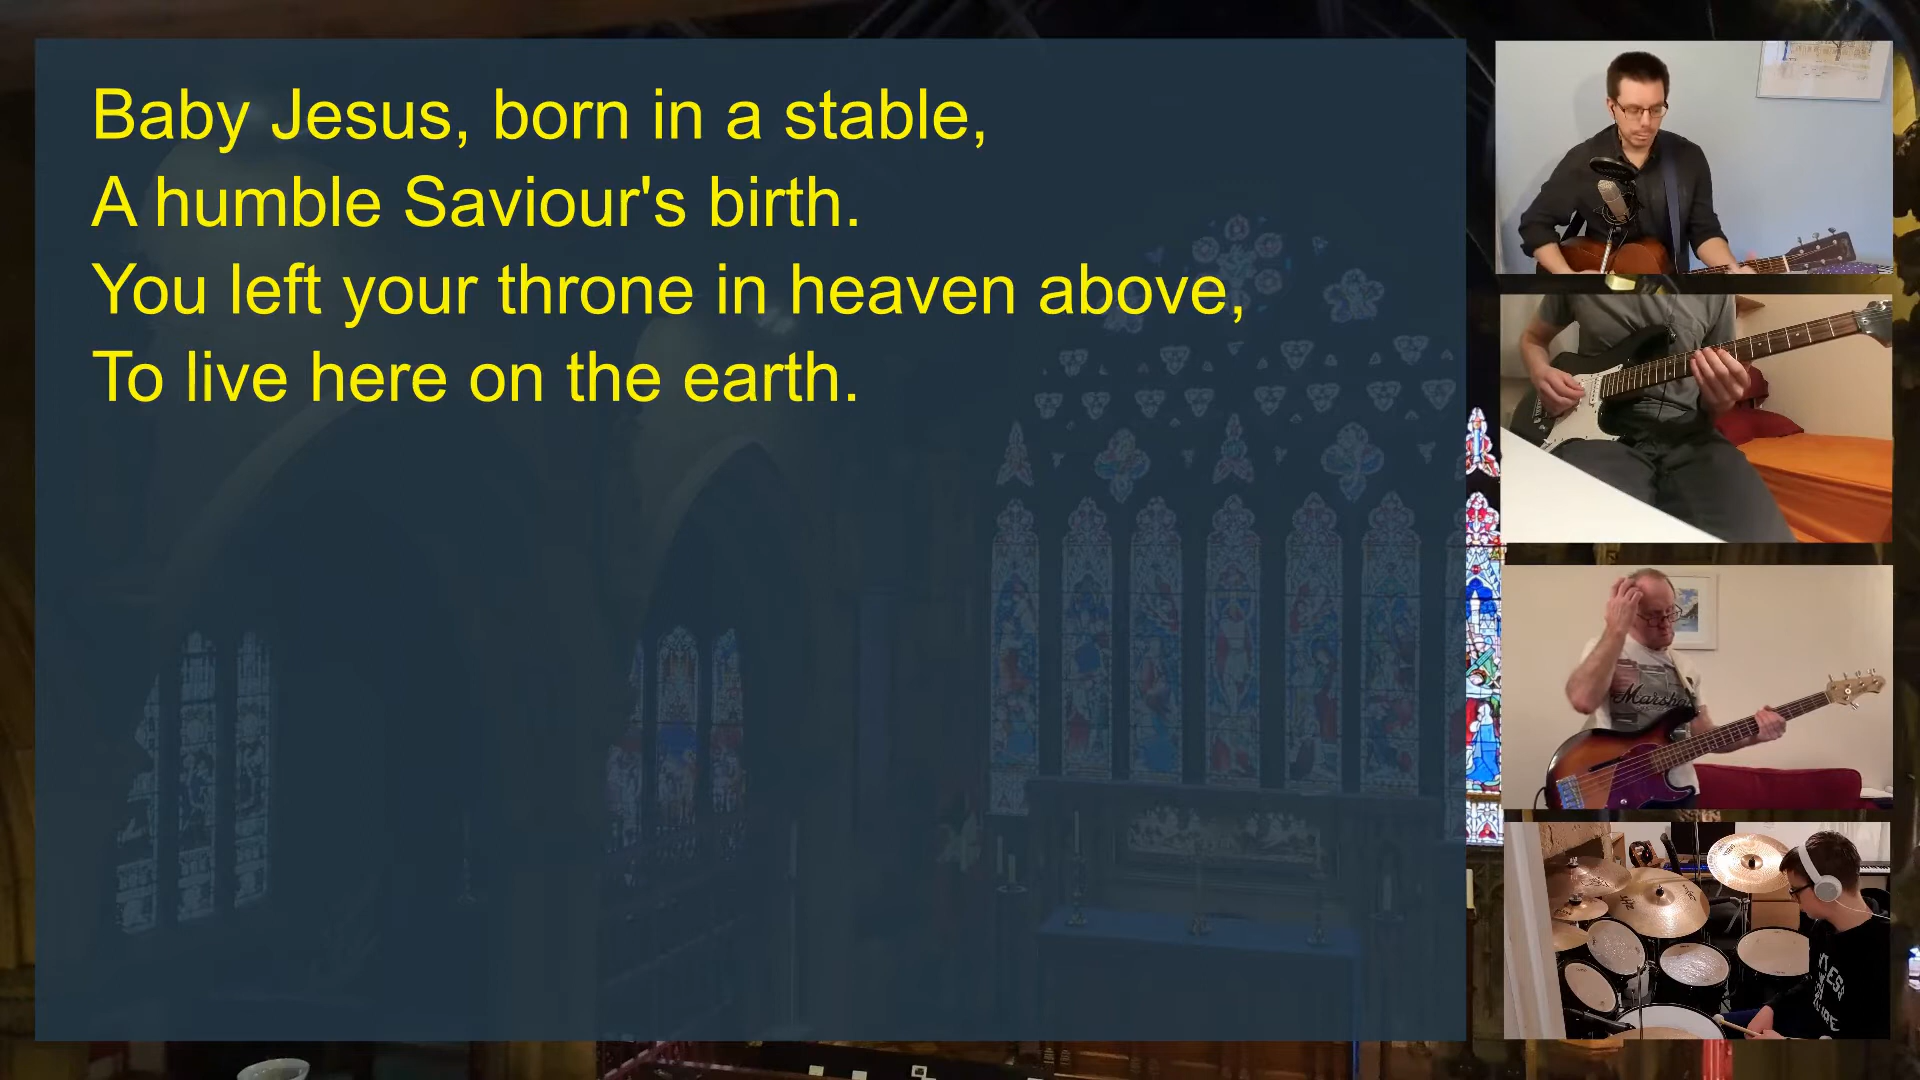 Baby Jesus, born in a stable,
A humble Saviour's birth.
You left your throne in heaven above,
To live here on the earth.
Marshall